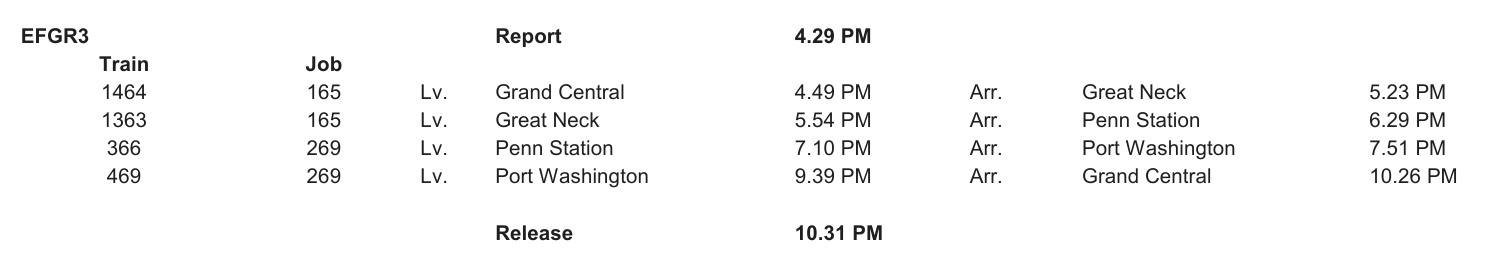 EFGR3 Report 4.29 PM
Train Job
1464 165 Lv. Grand Central 4.49 PM Arr. Great Neck 5.23 PM
1363 165 Lv. Great Neck 5.54 PM Arr. Penn Station 6.29 PM
366 269 Lv. Penn Station 7.10 PM Arr. Port Washington 7.51 PM
469 269 Lv. Port Washington 9.39 PM Arr. Grand Central 10.26 PM
Release 10.31 PM